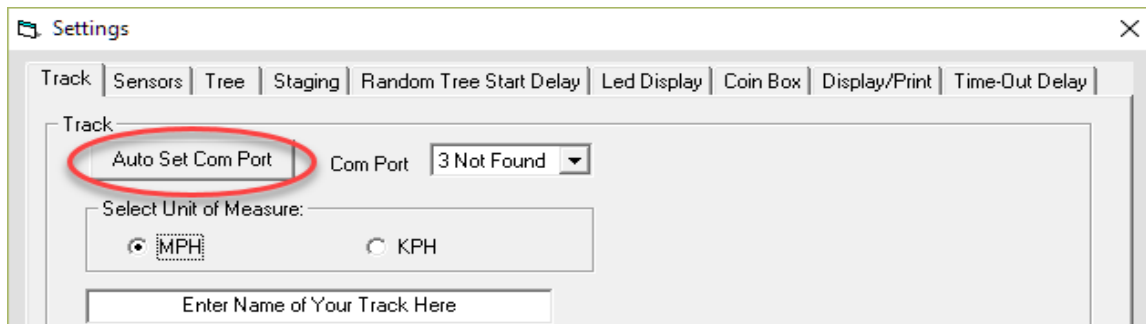 Settings
Track Sensors Tree Staging Random Tree Start Delay Led Display Coin Box Display/Print Time-Out Delay
Track
Auto Set Com Port Com Port 3 Not Found
Select Unit of Measure:
MPH KPH
Enter Name of Your Track Here